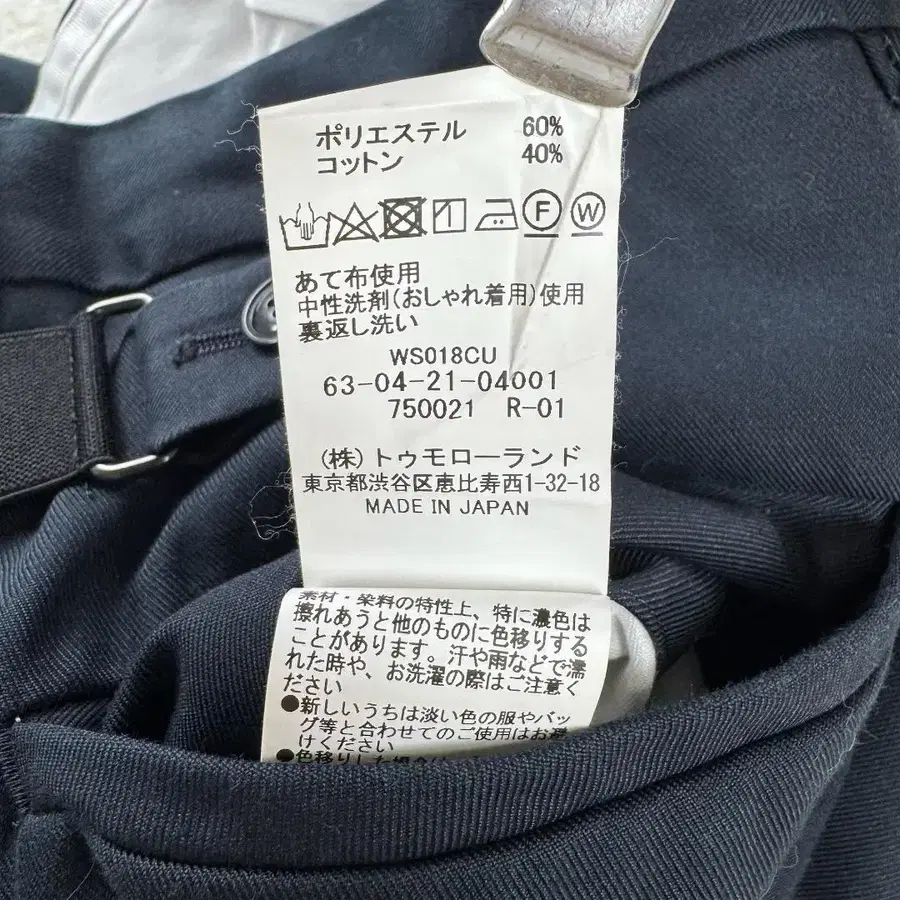 ポリエステル 60%
コットン 40%
F W
あて布使用
中性洗剤(おしゃれ着用)使用
裏返し洗い
WS018CU
63-04-21-04001
750021 R-01
(株)トゥモローランド
東京都渋谷区恵比寿西1-32-18
MADE IN JAPAN
素材・染料の特性上、特に濃色は
擦れあうと他のものに色移りする
ことがあります。汗や雨などで濡
れた時や、お洗濯の際はご注意く
ださい
●新しいうちは淡い色の服やバッ
グ等と合わせてのご使用はお避
けください
●色移りした場合は